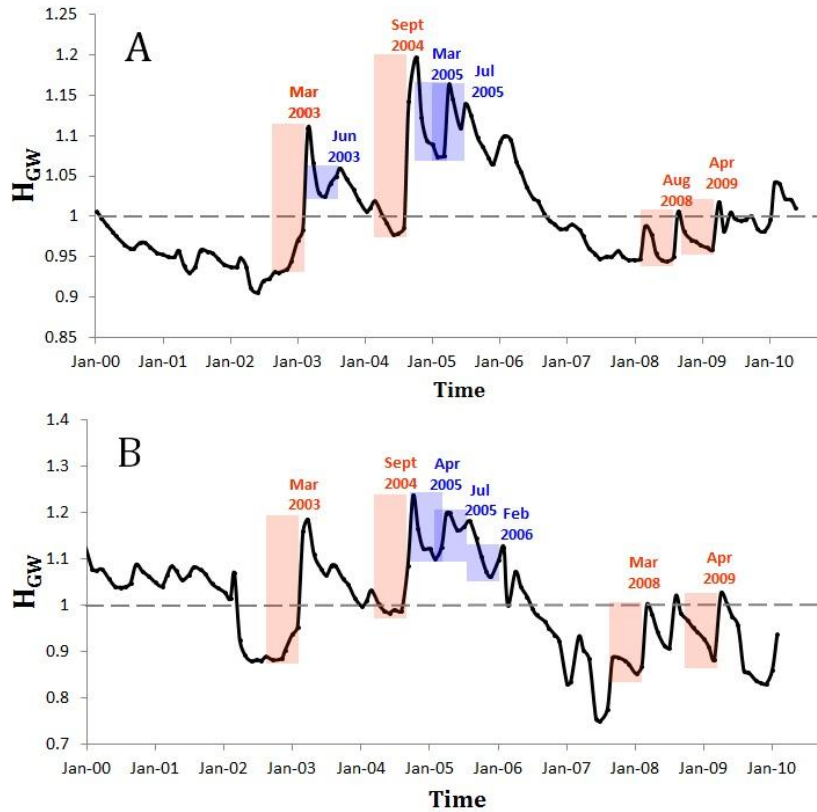 A
1.25
1.2
1.15
1.1
1.05
1
0.95
0.9
0.85
H_GW
Mar
2003
Jun
2003
Sept
2004
Mar
2005
Jul
2005
Aug
2008
Apr
2009
Jan-00 Jan-01 Jan-02 Jan-03 Jan-04 Jan-05 Jan-06 Jan-07 Jan-08 Jan-09 Jan-10
Time
B
1.4
1.3
1.2
1.1
1
0.9
0.8
0.7
H_GW
Mar
2003
Sept
2004
Apr
2005
Jul
2005
Feb
2006
Mar
2008
Apr
2009
Jan-00 Jan-01 Jan-02 Jan-03 Jan-04 Jan-05 Jan-06 Jan-07 Jan-08 Jan-09 Jan-10
Time